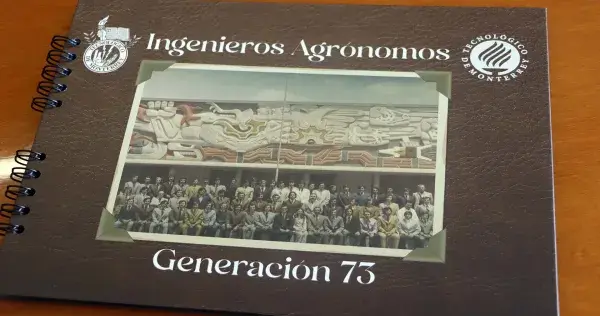 Ingenieros Agrónomos
TECNOLÓGICO
DE MONTERREY
Generación 73